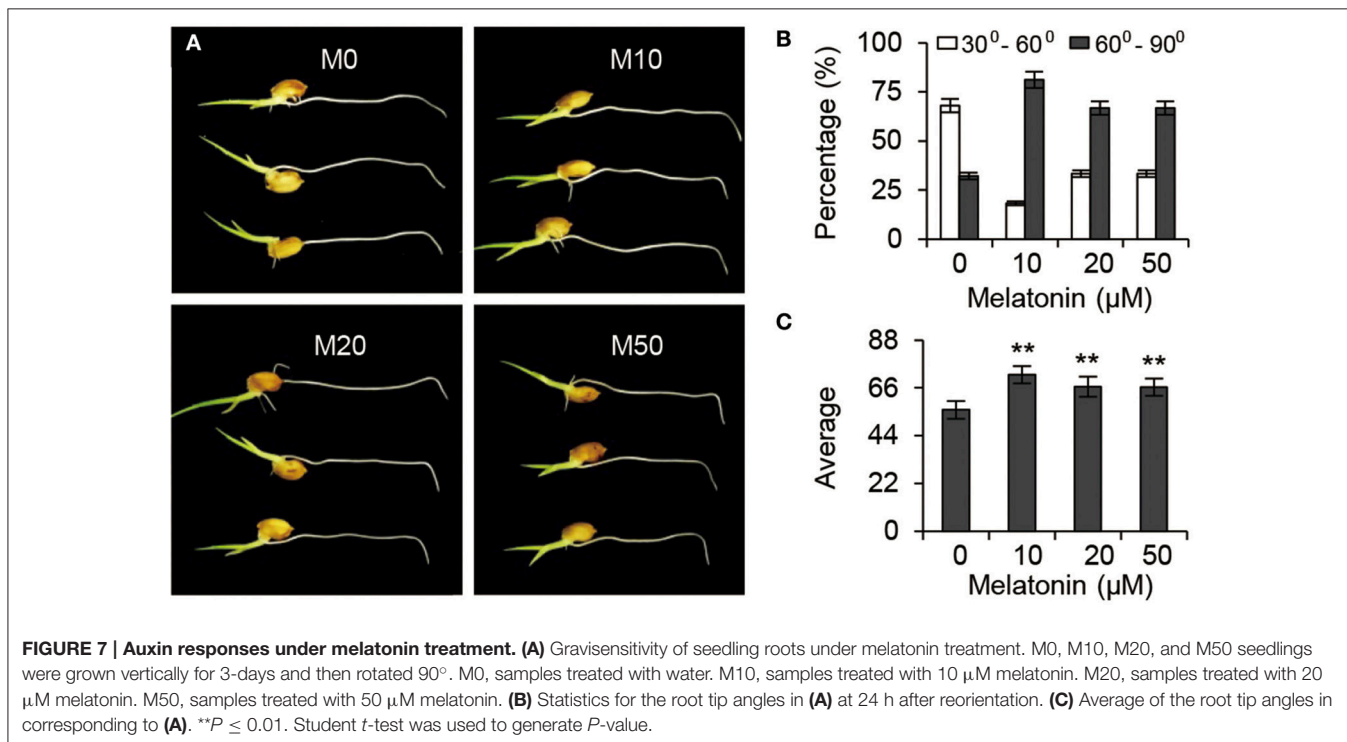 A
M0
M10
M20
M50
B
30⁰ - 60⁰ 60⁰ - 90⁰
Percentage (%)
100
75
50
25
0
0 10 20 50
Melatonin (µM)
C
Average
88
66
44
22
0
** ** **
0 10 20 50
Melatonin (µM)
FIGURE 7 | Auxin responses under melatonin treatment. (A) Gravisensitivity of seedling roots under melatonin treatment. M0, M10, M20, and M50 seedlings
were grown vertically for 3-days and then rotated 90°. M0, samples treated with water. M10, samples treated with 10 µM melatonin. M20, samples treated with 20
µM melatonin. M50, samples treated with 50 µM melatonin. (B) Statistics for the root tip angles in (A) at 24 h after reorientation. (C) Average of the root tip angles in
corresponding to (A). **P ≤ 0.01. Student t-test was used to generate P-value.